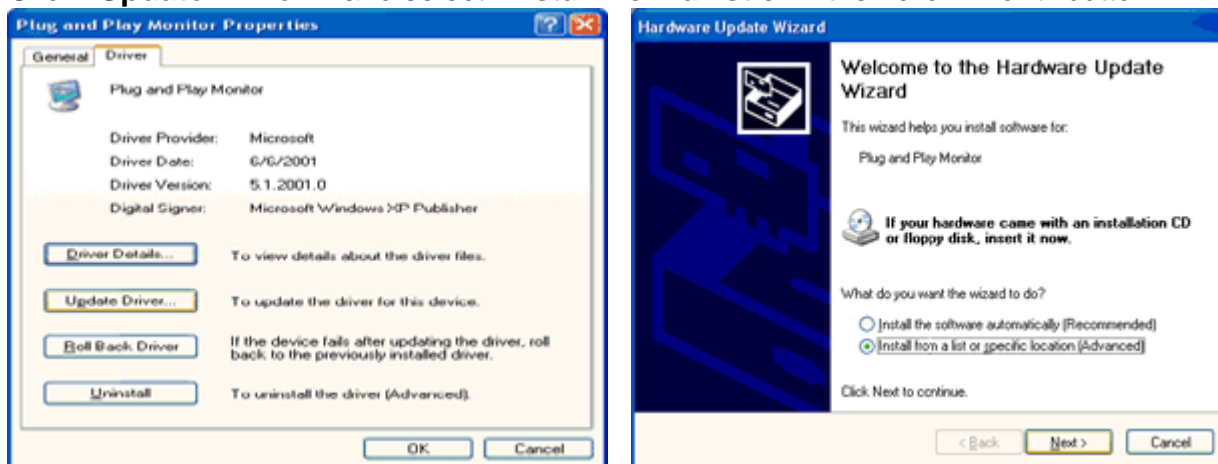 Plug and Play Monitor Properties
General Driver
Plug and Play Monitor
Driver Provider: Microsoft
Driver Date: 6/6/2001
Driver Version: 5.1.2001.0
Digital Signer: Microsoft Windows XP Publisher
Driver Details... To view details about the driver files.
Update Driver... To update the driver for this device.
Roll Back Driver If the device fails after updating the driver, roll
back to the previously installed driver.
Uninstall To uninstall the driver (Advanced).
OK Cancel
Hardware Update Wizard
Welcome to the Hardware Update
Wizard
This wizard helps you install software for:
Plug and Play Monitor
If your hardware came with an installation CD
or floppy disk, insert it now.
What do you want the wizard to do?
Install the software automatically (Recommended)
Install from a list or specific location (Advanced)
Click Next to continue.
< Back Next > Cancel